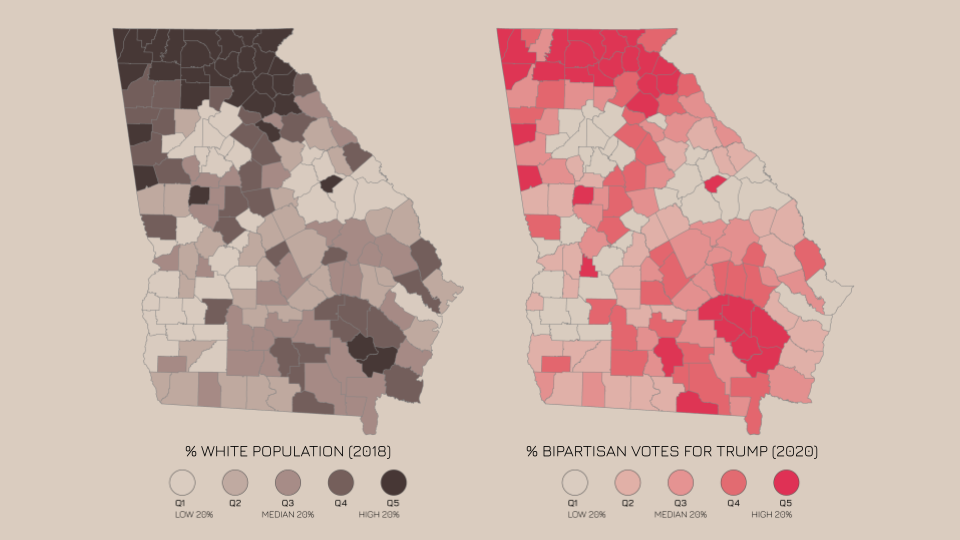 % WHITE POPULATION (2018)
Q1 Q2 Q3 Q4 Q5
LOW 20% MEDIAN 20% HIGH 20%
% BIPARTISAN VOTES FOR TRUMP (2020)
Q1 Q2 Q3 Q4 Q5
LOW 20% MEDIAN 20% HIGH 20%